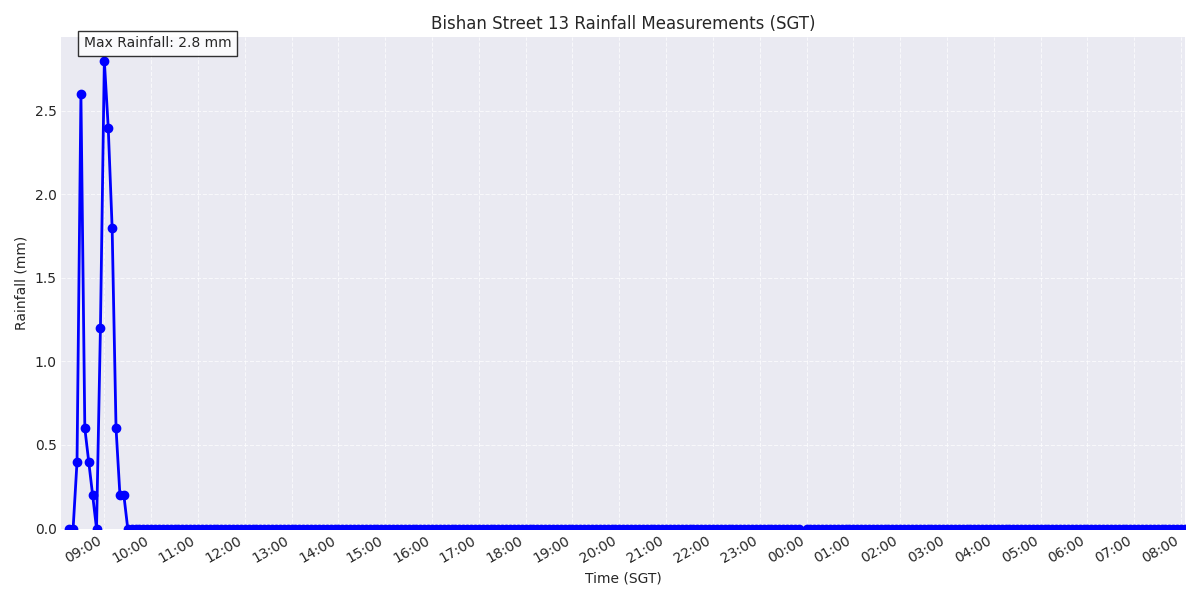 Bishan Street 13 Rainfall Measurements (SGT)
Max Rainfall: 2.8 mm
Rainfall (mm)
2.5
2.0
1.5
1.0
0.5
0.0
09:00 10:00 11:00 12:00 13:00 14:00 15:00 16:00 17:00 18:00 19:00 20:00 21:00 22:00 23:00 00:00 01:00 02:00 03:00 04:00 05:00 06:00 07:00 08:00
Time (SGT)